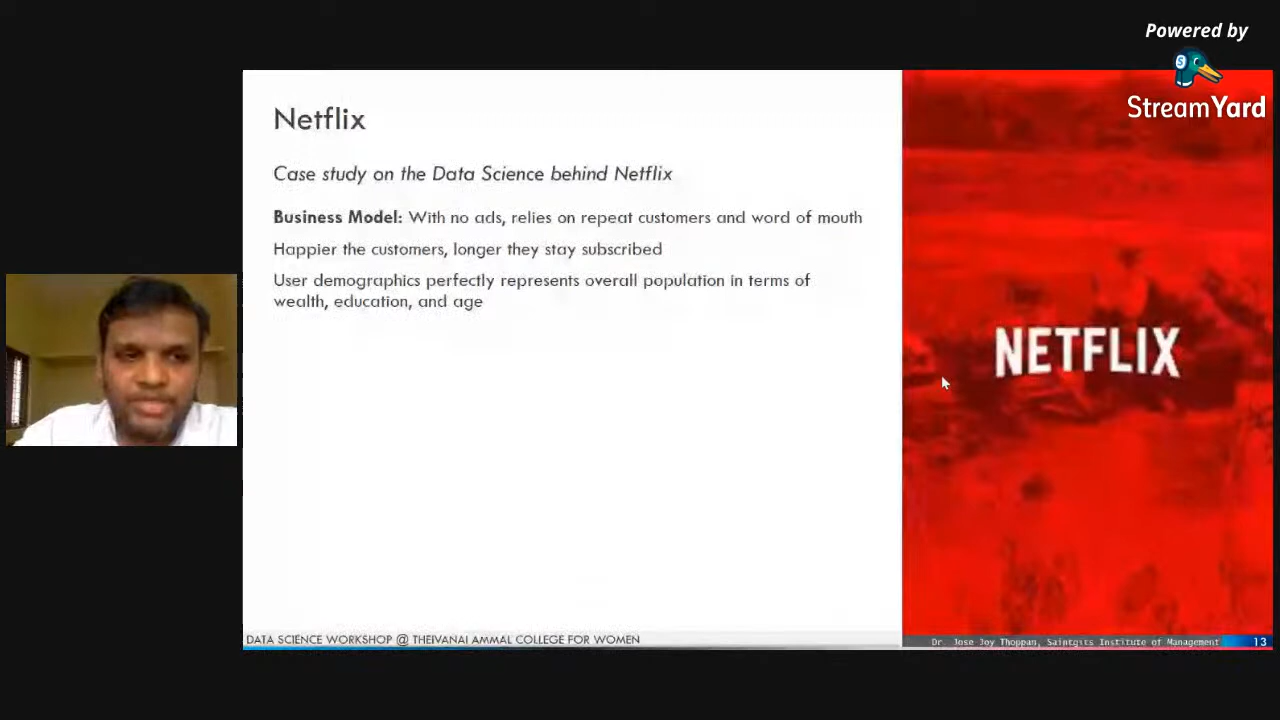 Powered by
StreamYard
Netflix
Case study on the Data Science behind Netflix
Business Model: With no ads, relies on repeat customers and word of mouth
Happier the customers, longer they stay subscribed
User demographics perfectly represents overall population in terms of
wealth, education, and age
NETFLIX
DATA SCIENCE WORKSHOP @ THEIVANAI AMMAL COLLEGE FOR WOMEN
Dr. Jose Joy Thoppan, Saintgits Institute of Management
13